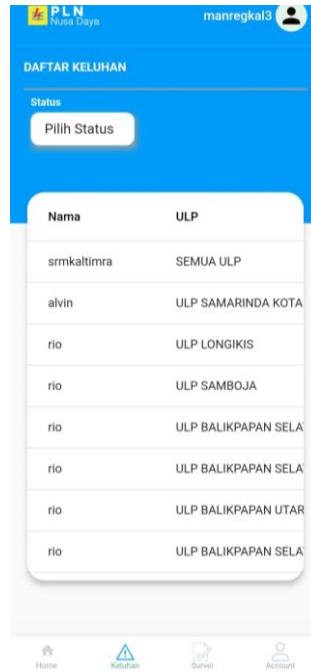 PLN
Nusa Daya
manregkal3
DAFTAR KELUHAN
Status
Pilih Status
Nama ULP
srmkaltimra SEMUA ULP
alvin ULP SAMARINDA KOTA
rio ULP LONGIKIS
rio ULP SAMBOJA
rio ULP BALIKPAPAN SELA
rio ULP BALIKPAPAN SELA
rio ULP BALIKPAPAN UTAR
rio ULP BALIKPAPAN SELA
Home Keluhan Survei Account